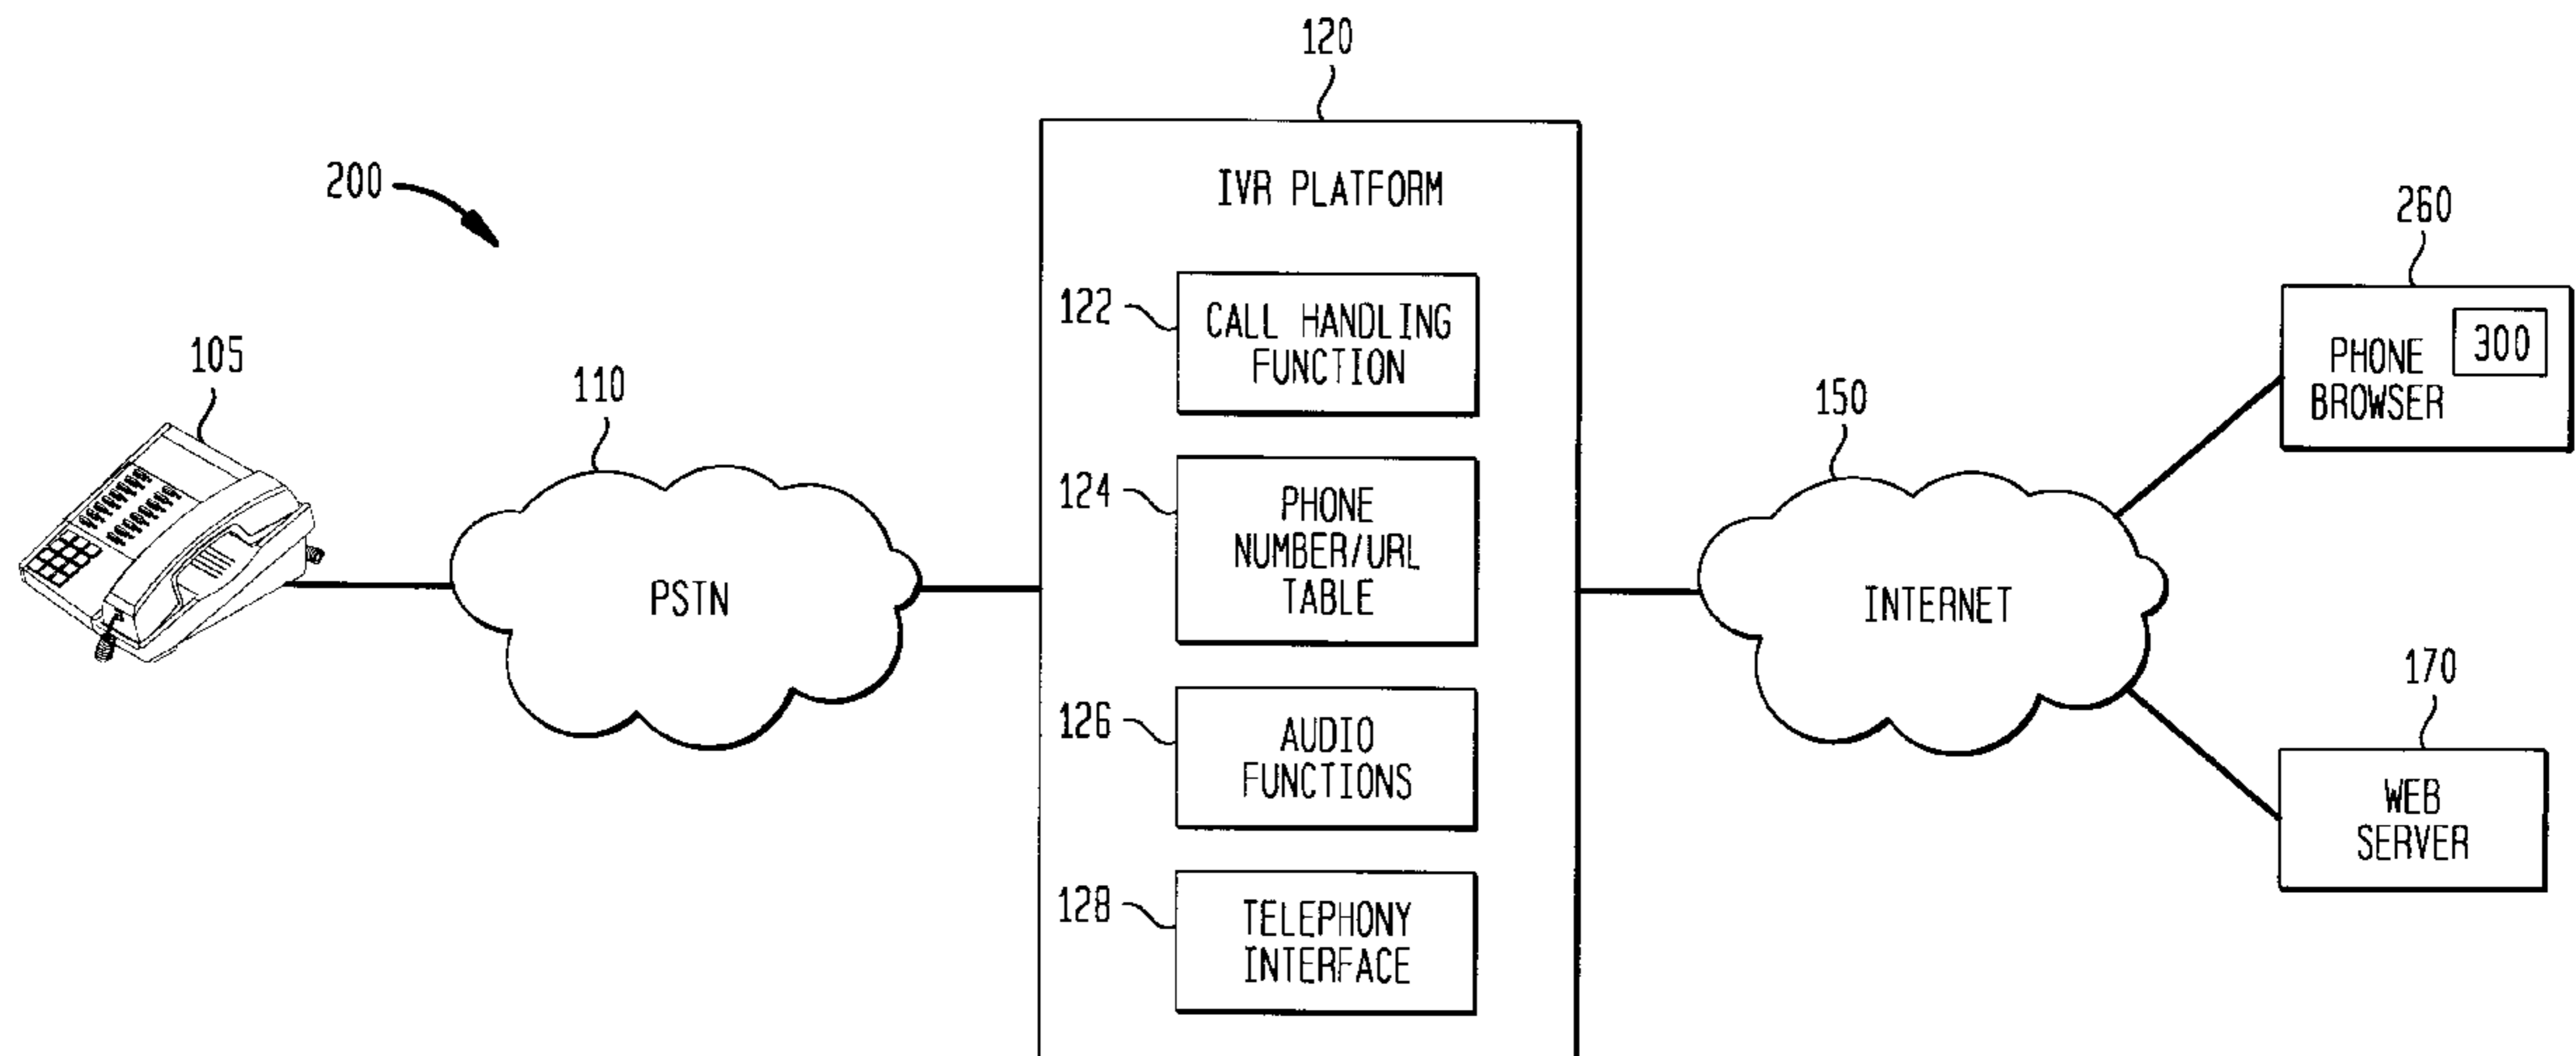 120
200
IVR PLATFORM
260
122
CALL HANDLING
FUNCTION
300
PHONE
BROWSER
105
110
150
124
PHONE
NUMBER/URL
TABLE
PSTN
INTERNET
126
AUDIO
FUNCTIONS
170
WEB
SERVER
128
TELEPHONY
INTERFACE